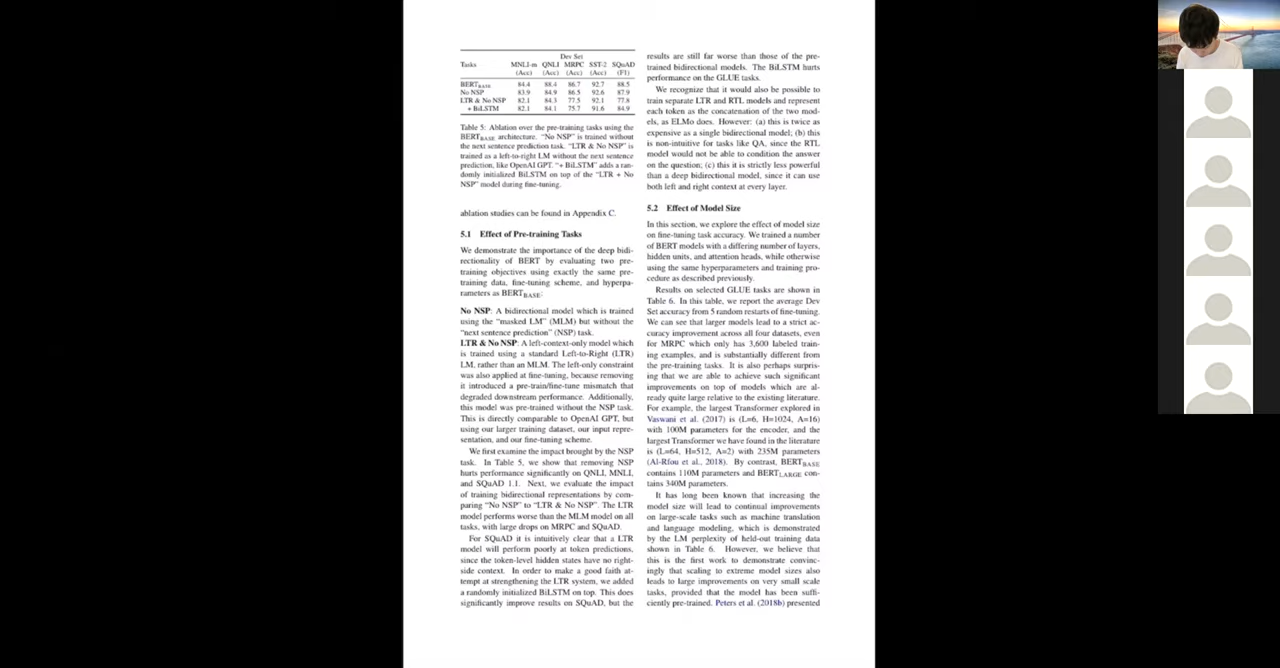 Dev Set
Tasks MNLI-m QNLI MRPC SST-2 SQuAD
(Acc) (Acc) (Acc) (Acc) (F1)
BERTBASE 84.4 88.4 86.7 92.7 88.5
No NSP 83.9 84.9 86.5 92.6 87.9
LTR & No NSP 82.1 84.3 77.5 92.1 77.8
+ BiLSTM 82.1 84.1 75.7 91.6 84.9
Table 5: Ablation over the pre-training tasks using the
BERTBASE architecture. “No NSP” is trained without
the next sentence prediction task. “LTR & No NSP” is
trained as a left-to-right LM without the next sentence
prediction, like OpenAI GPT. “+ BiLSTM” adds a ran-
domly initialized BiLSTM on top of the “LTR + No
NSP” model during fine-tuning.
ablation studies can be found in Appendix C.
5.1 Effect of Pre-training Tasks
We demonstrate the importance of the deep bidi-
rectionality of BERT by evaluating two pre-
training objectives using exactly the same pre-
training data, fine-tuning scheme, and hyperpa-
rameters as BERTBASE:
No NSP: A bidirectional model which is trained
using the “masked LM” (MLM) but without the
“next sentence prediction” (NSP) task.
LTR & No NSP: A left-context-only model which
is trained using a standard Left-to-Right (LTR)
LM, rather than an MLM. The left-only constraint
was also applied at fine-tuning, because removing
it introduced a pre-train/fine-tune mismatch that
degraded downstream performance. Additionally,
this model was pre-trained without the NSP task.
This is directly comparable to OpenAI GPT, but
using our larger training dataset, our input repre-
sentation, and our fine-tuning scheme.
We first examine the impact brought by the NSP
task. In Table 5, we show that removing NSP
hurts performance significantly on QNLI, MNLI,
and SQuAD 1.1. Next, we evaluate the impact
of training bidirectional representations by com-
paring “No NSP” to “LTR & No NSP”. The LTR
model performs worse than the MLM model on all
tasks, with large drops on MRPC and SQuAD.
For SQuAD it is intuitively clear that a LTR
model will perform poorly at token predictions,
since the token-level hidden states have no right-
side context. In order to make a good faith at-
tempt at strengthening the LTR system, we added
a randomly initialized BiLSTM on top. This does
significantly improve results on SQuAD, but the
results are still far worse than those of the pre-
trained bidirectional models. The BiLSTM hurts
performance on the GLUE tasks.
We recognize that it would also be possible to
train separate LTR and RTL models and represent
each token as the concatenation of the two mod-
els, as ELMo does. However: (a) this is twice as
expensive as a single bidirectional model; (b) this
is non-intuitive for tasks like QA, since the RTL
model would not be able to condition the answer
on the question; (c) this it is strictly less powerful
than a deep bidirectional model, since it can use
both left and right context at every layer.
5.2 Effect of Model Size
In this section, we explore the effect of model size
on fine-tuning task accuracy. We trained a number
of BERT models with a differing number of layers,
hidden units, and attention heads, while otherwise
using the same hyperparameters and training pro-
cedure as described previously.
Results on selected GLUE tasks are shown in
Table 6. In this table, we report the average Dev
Set accuracy from 5 random restarts of fine-tuning.
We can see that larger models lead to a strict ac-
curacy improvement across all four datasets, even
for MRPC which only has 3,600 labeled train-
ing examples, and is substantially different from
the pre-training tasks. It is also perhaps surpris-
ing that we are able to achieve such significant
improvements on top of models which are al-
ready quite large relative to the existing literature.
For example, the largest Transformer explored in
Vaswani et al. (2017) is (L=6, H=1024, A=16)
with 100M parameters for the encoder, and the
largest Transformer we have found in the literature
is (L=64, H=512, A=2) with 235M parameters
(Al-Rfou et al., 2018). By contrast, BERTBASE
contains 110M parameters and BERTLARGE con-
tains 340M parameters.
It has long been known that increasing the
model size will lead to continual improvements
on large-scale tasks such as machine translation
and language modeling, which is demonstrated
by the LM perplexity of held-out training data
shown in Table 6. However, we believe that
this is the first work to demonstrate convinc-
ingly that scaling to extreme model sizes also
leads to large improvements on very small scale
tasks, provided that the model has been suffi-
ciently pre-trained. Peters et al. (2018b) presented